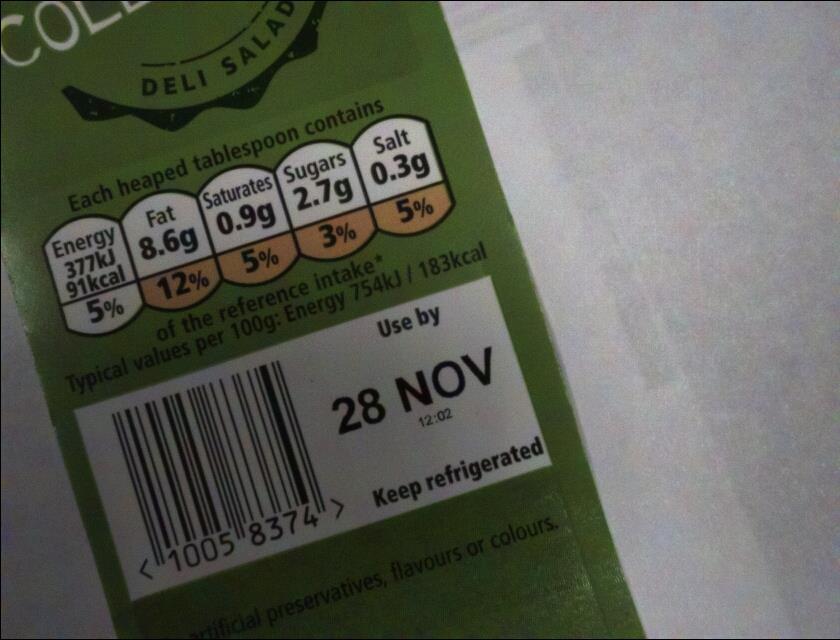 DELI SALAD
Each heaped tablespoon contains
Energy
377kJ
91kcal
5%
Fat
8.6g
12%
Saturates
0.9g
5%
Sugars
2.7g
3%
Salt
0.3g
5%
of the reference intake*
Typical values per 100g: Energy 754kJ / 183kcal
Use by
28 NOV
12:02
Keep refrigerated
<10058374>
artificial preservatives, flavours or colours.